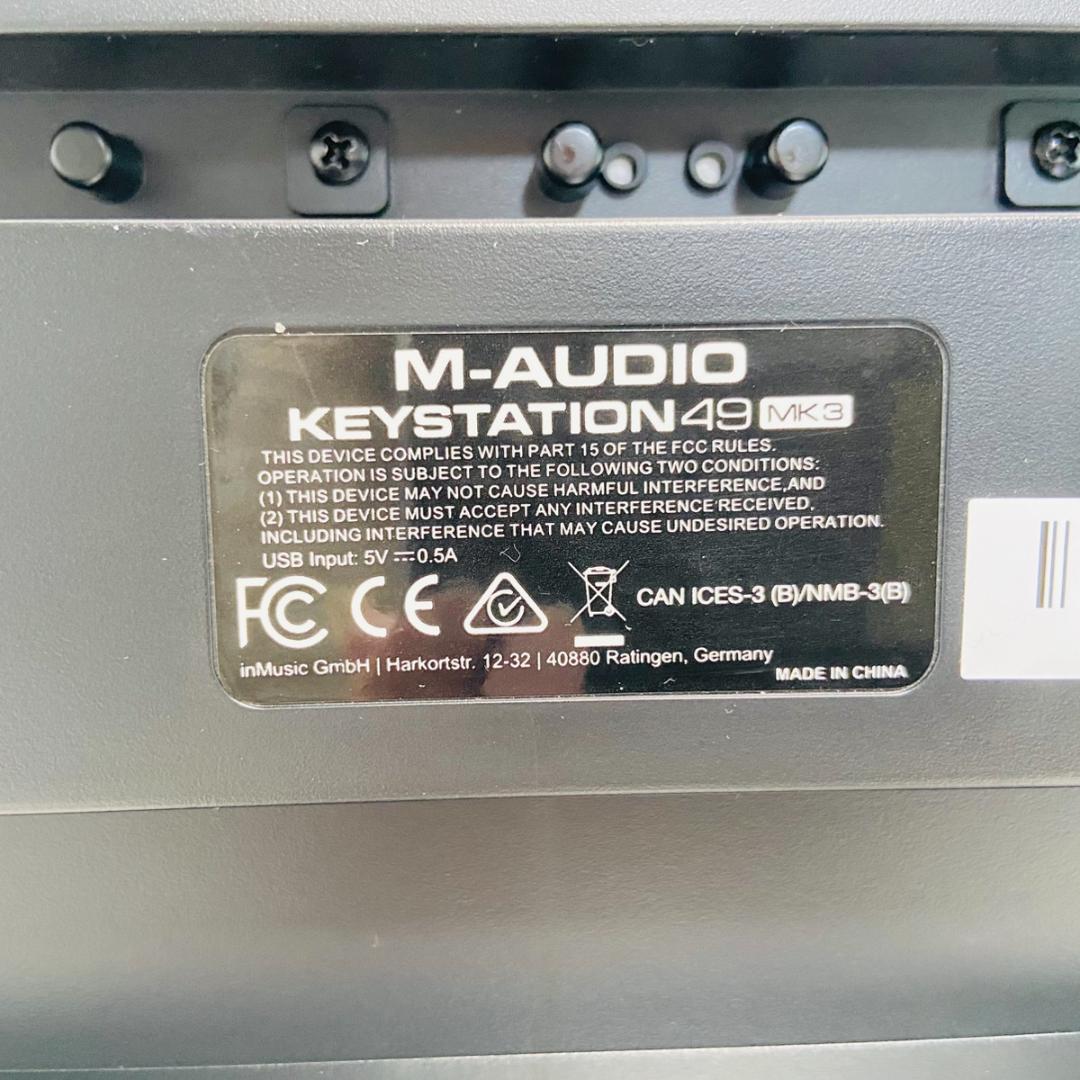 M-AUDIO
KEYSTATION 49 MK3
THIS DEVICE COMPLIES WITH PART 15 OF THE FCC RULES.
OPERATION IS SUBJECT TO THE FOLLOWING TWO CONDITIONS:
(1) THIS DEVICE MAY NOT CAUSE HARMFUL INTERFERENCE,AND
(2) THIS DEVICE MUST ACCEPT ANY INTERFERENCE RECEIVED,
INCLUDING INTERFERENCE THAT MAY CAUSE UNDESIRED OPERATION.
USB Input: 5V ⎓ 0.5A
FC CE CAN ICES-3 (B)/NMB-3(B)
inMusic GmbH | Harkortstr. 12-32 | 40880 Ratingen, Germany
MADE IN CHINA